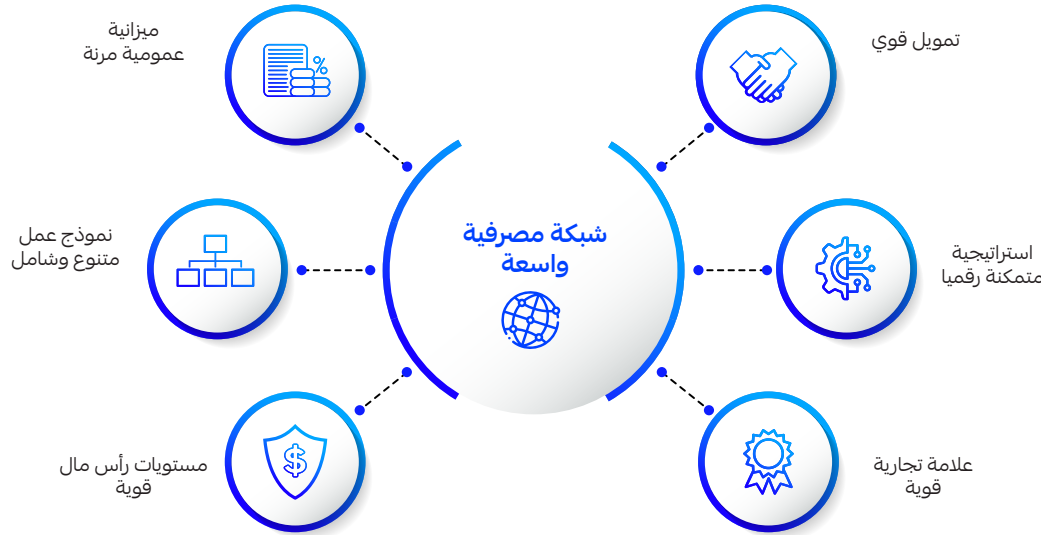 تمويل قوي
ميزانية
عمومية مرنة
شبكة مصرفية
واسعة
استراتيجية
متمكنة رقميا
نموذج عمل
متنوع وشامل
علامة تجارية
قوية
مستويات رأس مال
قوية
%
$